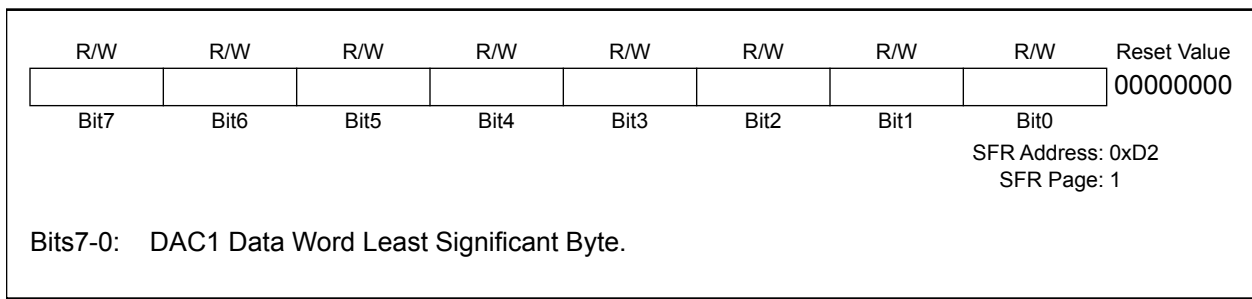 R/W R/W R/W R/W R/W R/W R/W R/W Reset Value
00000000
Bit7 Bit6 Bit5 Bit4 Bit3 Bit2 Bit1 Bit0
SFR Address: 0xD2
SFR Page: 1
Bits7-0: DAC1 Data Word Least Significant Byte.